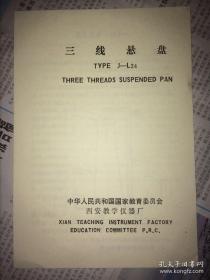 三线悬盘
TYPE J—L24
THREE THREADS SUSPENDED PAN
中华人民共和国国家教育委员会
西安教学仪器厂
XIAN TEACHING INSTRUMENT FACTORY
EDUCATION COMMITTEE P.R.C.